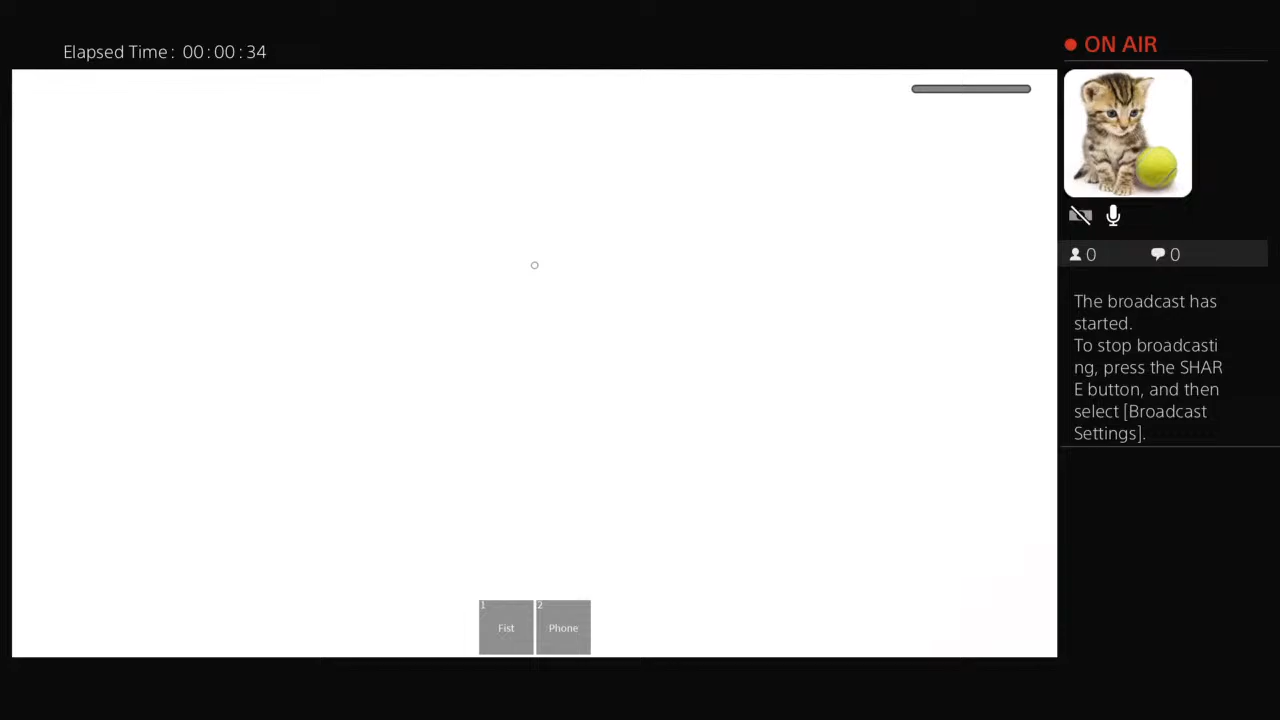 Elapsed Time: 00:00:34
ON AIR
0 0
The broadcast has
started.
To stop broadcasti
ng, press the SHAR
E button, and then
select [Broadcast
Settings].
1 2
Fist Phone